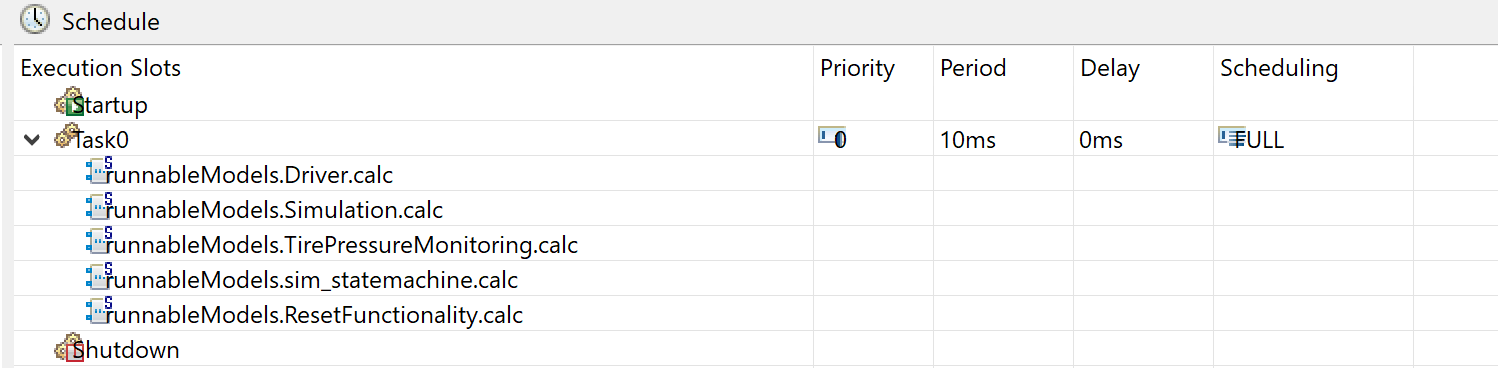 Schedule
Execution Slots Priority Period Delay Scheduling
Startup
Task0 0 10ms 0ms FULL
runnableModels.Driver.calc
runnableModels.Simulation.calc
runnableModels.TirePressureMonitoring.calc
runnableModels.sim_statemachine.calc
runnableModels.ResetFunctionality.calc
Shutdown